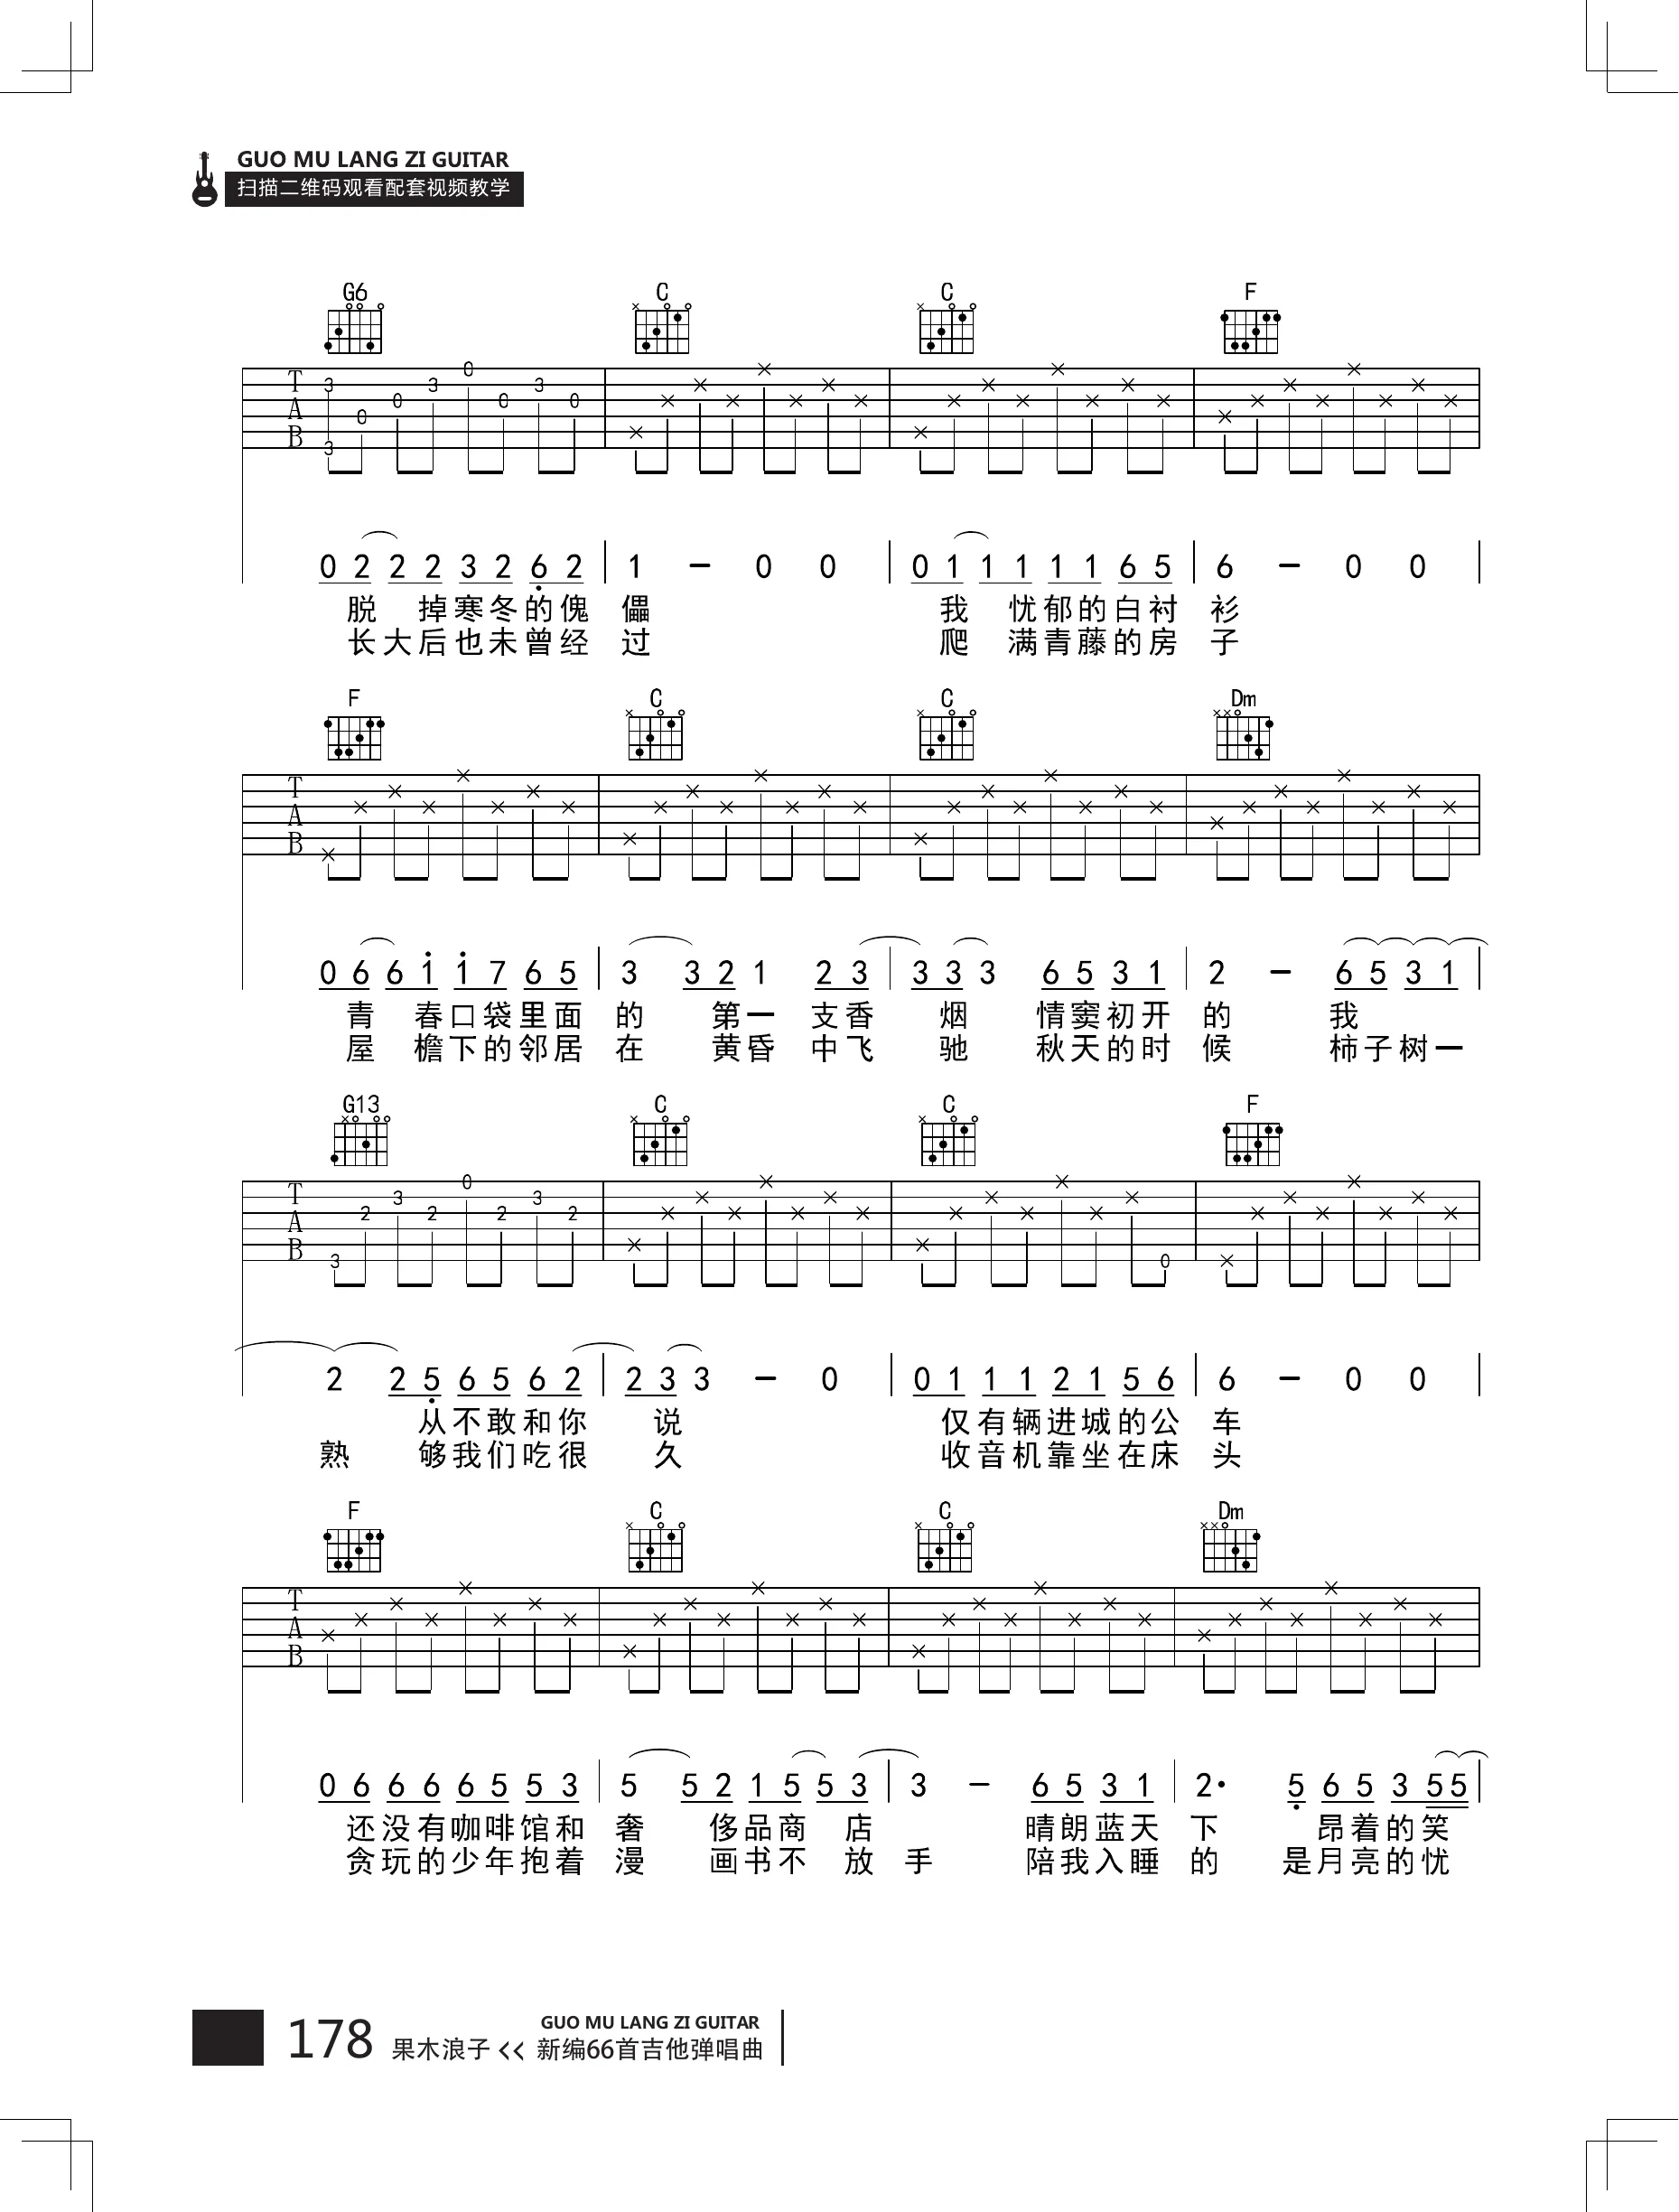 GUO MU LANG ZI GUITAR
扫描二维码观看配套视频教学
G6 C C F
T A B 3 3 0 0 3 0 0 3 0
0 2 2 2 3 2 6 2 1 — 0 0 0 1 1 1 1 1 6 5 6 — 0 0
脱 掉寒冬的傀 儡 我 忧郁的白衬 衫
长大后也未曾经 过 爬 满青藤的房 子
F C C Dm
T A B
0 6 6 1 1 7 6 5 3 3 2 1 2 3 3 3 3 6 5 3 1 2 — 6 5 3 1
青 春口袋里面 的 第一 支香 烟 情窦初开 的 我
屋 檐下的邻居 在 黄昏 中飞 驰 秋天的时 候 柿子树一
G13 C C F
T A B 3 2 3 2 0 2 3 2 0
2 2 5 6 5 6 2 2 3 3 — 0 0 1 1 1 2 1 5 6 6 — 0 0
从不敢和你 说 仅有辆进城的公 车
熟 够我们吃很 久 收音机靠坐在床 头
F C C Dm
T A B
0 6 6 6 6 5 5 3 5 5 2 1 5 5 3 3 — 6 5 3 1 2· 5 6 5 3 5 5
还没有咖啡馆和 奢 侈品商 店 晴朗蓝天 下 昂着的笑
贪玩的少年抱着 漫 画书不 放 手 陪我入睡 的 是月亮的忧
178 果木浪子 << GUO MU LANG ZI GUITAR
新编66首吉他弹唱曲